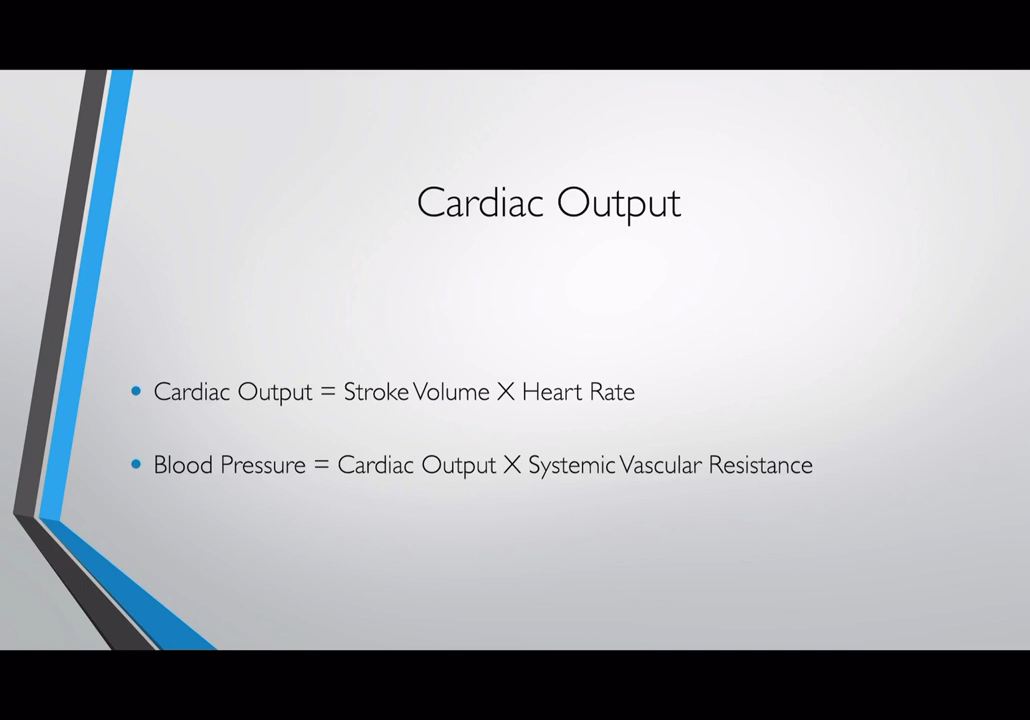 Cardiac Output
• Cardiac Output = Stroke Volume X Heart Rate
• Blood Pressure = Cardiac Output X Systemic Vascular Resistance